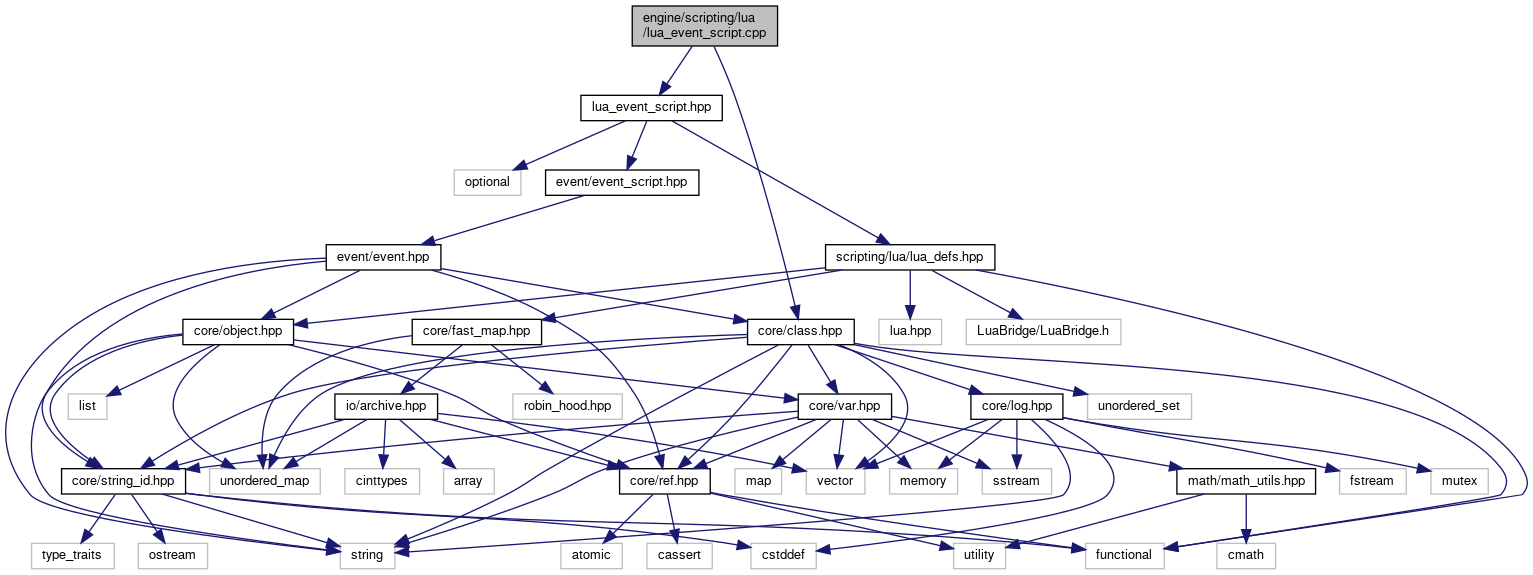 engine/scripting/lua
/lua_event_script.cpp
lua_event_script.hpp
optional
event/event_script.hpp
event/event.hpp
scripting/lua/lua_defs.hpp
core/object.hpp
core/fast_map.hpp
core/class.hpp
lua.hpp
LuaBridge/LuaBridge.h
list
io/archive.hpp
robin_hood.hpp
core/var.hpp
core/log.hpp
unordered_set
core/string_id.hpp
unordered_map
cinttypes
array
core/ref.hpp
map
vector
memory
sstream
math/math_utils.hpp
fstream
mutex
type_traits
ostream
string
atomic
cassert
cstddef
utility
functional
cmath